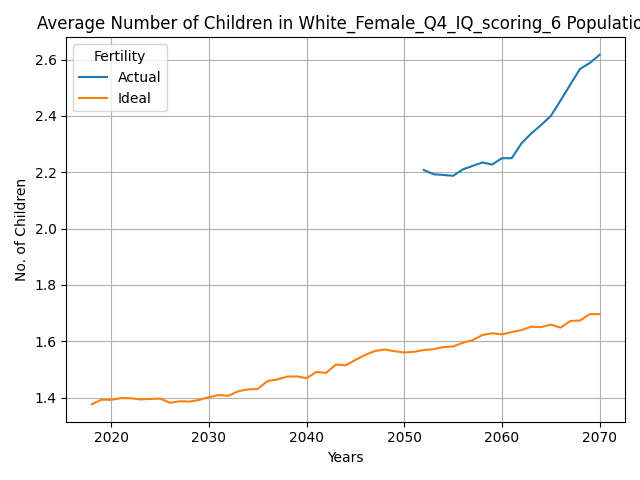 Average Number of Children in White_Female_Q4_IQ_scoring_6 Populatio
Fertility
Actual
Ideal
No. of Children
2.6
2.4
2.2
2.0
1.8
1.6
1.4
2020 2030 2040 2050 2060 2070
Years